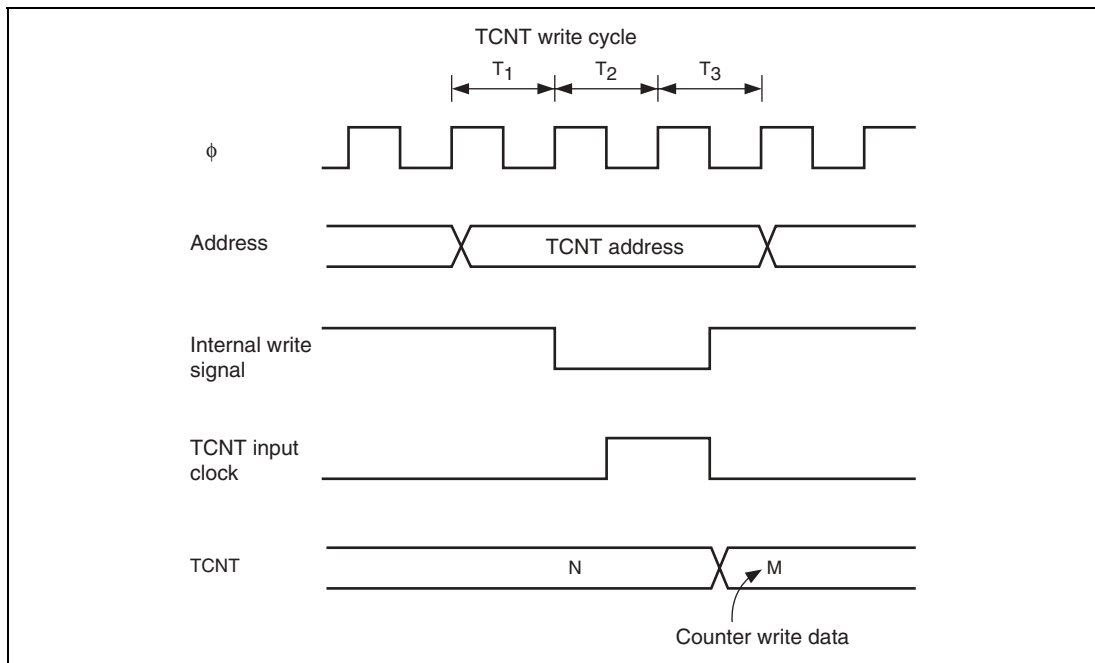 TCNT write cycle
T1 T2 T3
ϕ
Address
TCNT address
Internal write
signal
TCNT input
clock
TCNT
N
M
Counter write data